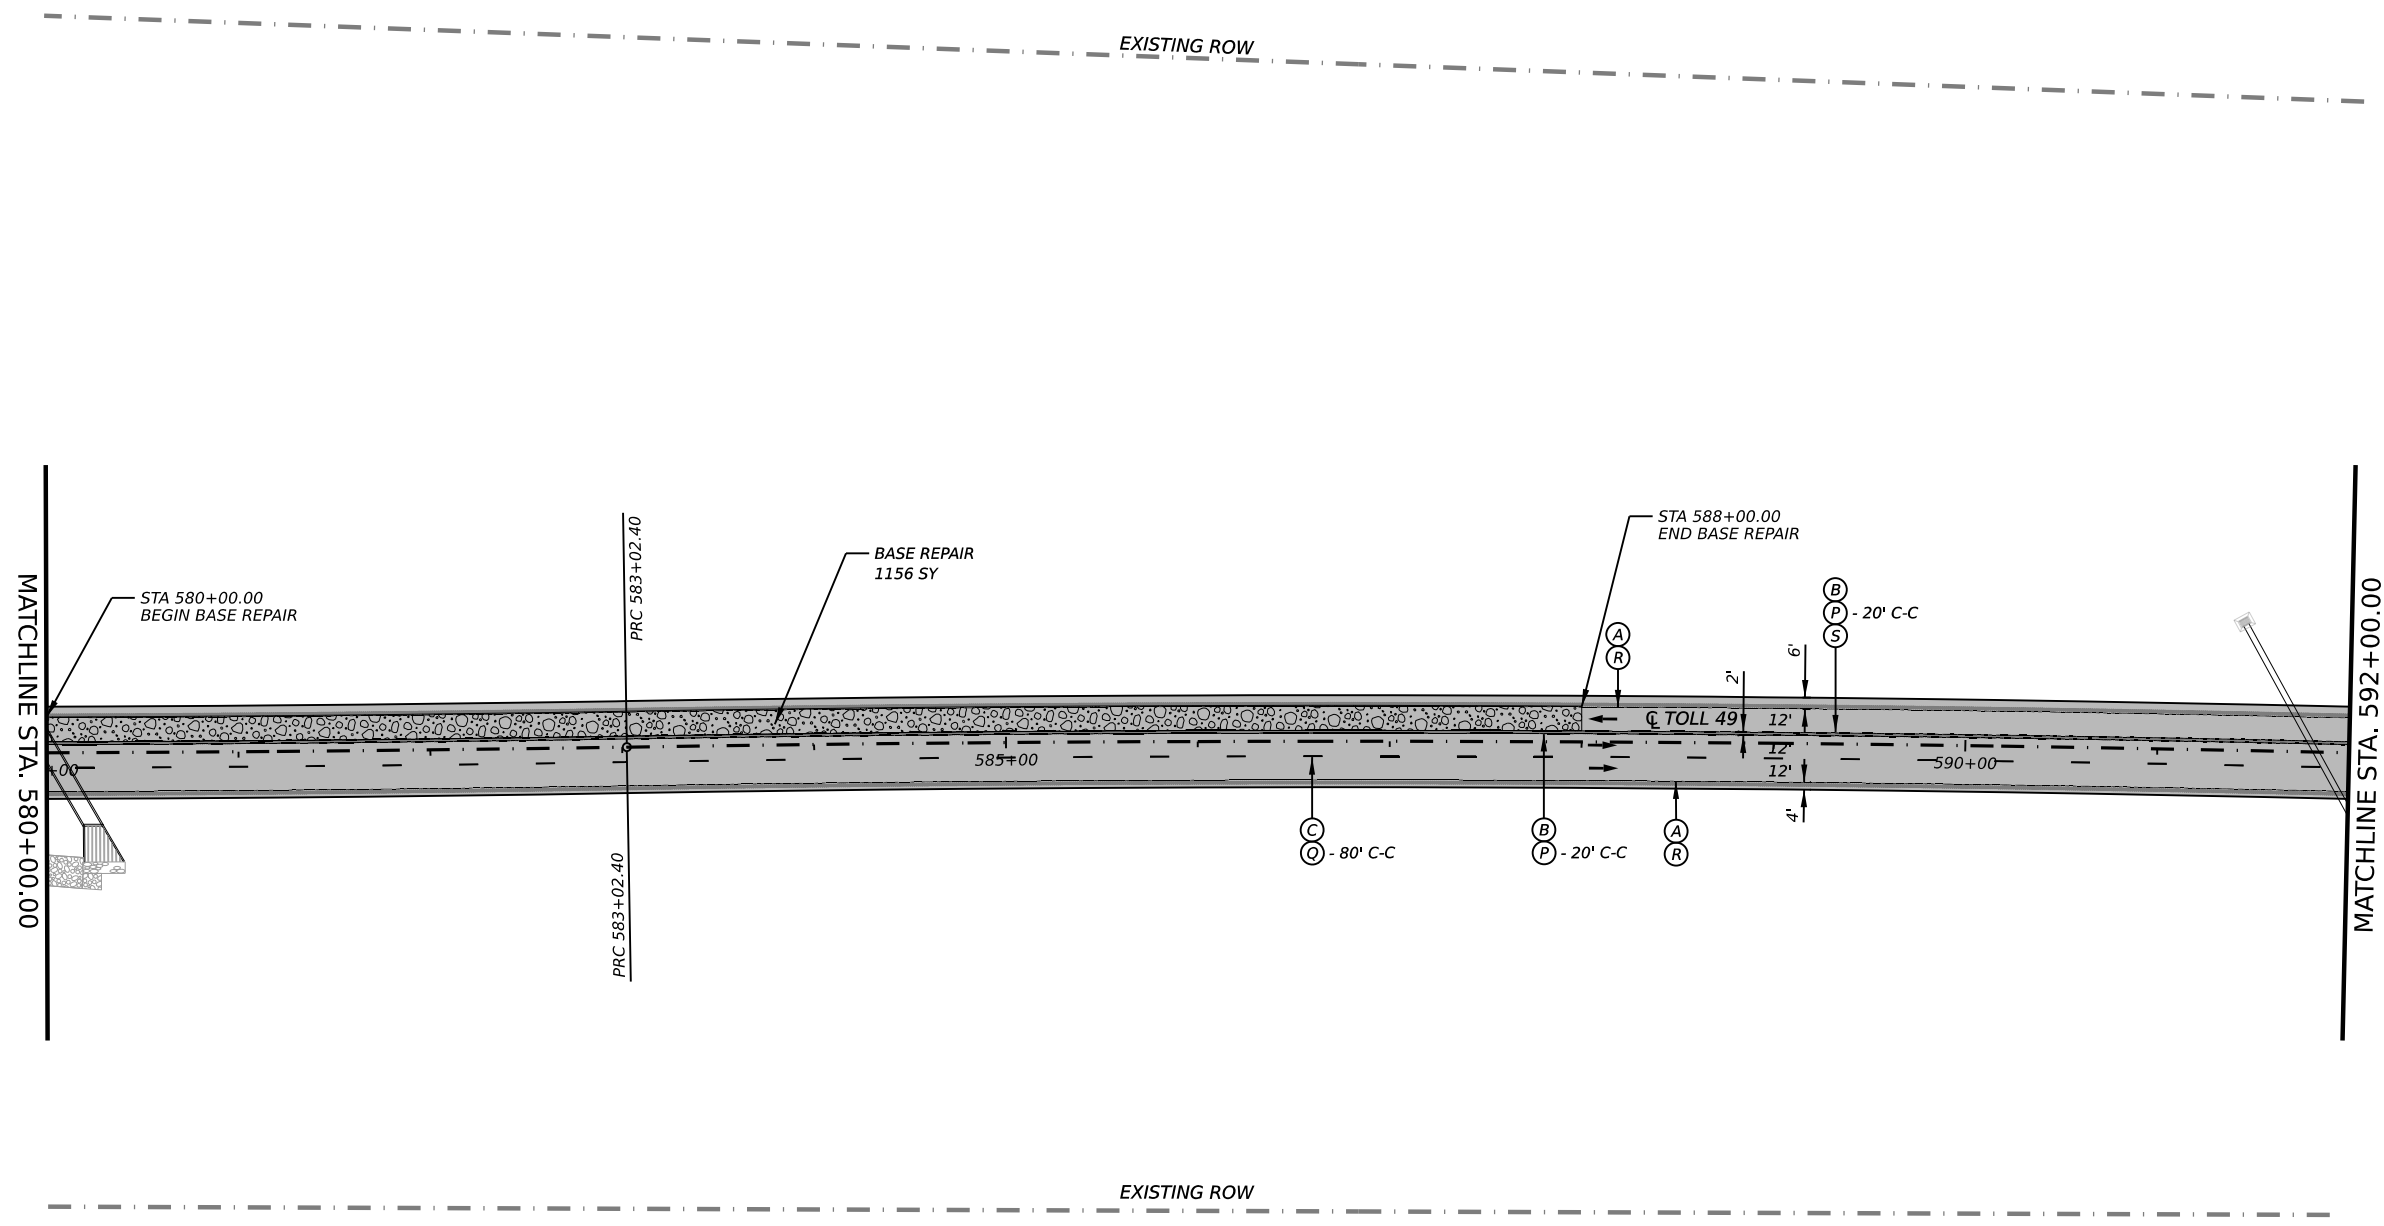 EXISTING ROW
MATCHLINE STA. 580+00.00
STA 580+00.00
BEGIN BASE REPAIR
PRC 583+02.40
BASE REPAIR
1156 SY
STA 588+00.00
END BASE REPAIR
A
R
B
P - 20' C-C
S
6'
2'
℄ TOLL 49
12'
12'
12'
4'
+00
585+00
590+00
C
Q - 80' C-C
B
P - 20' C-C
A
R
PRC 583+02.40
MATCHLINE STA. 592+00.00
EXISTING ROW